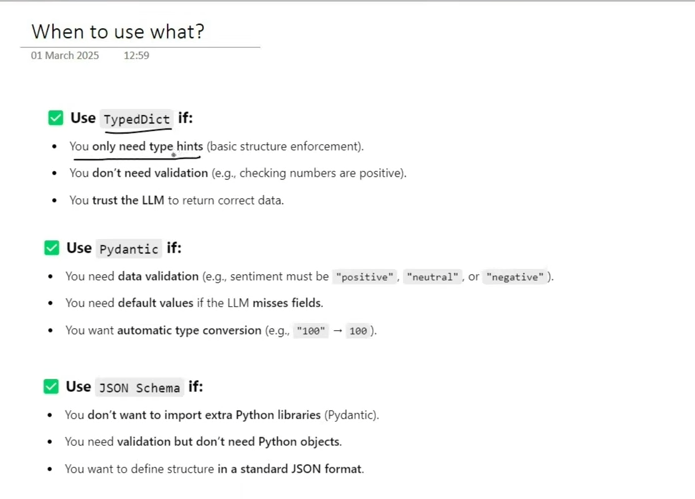 When to use what?
01 March 2025 12:59
Use TypedDict if:
You only need type hints (basic structure enforcement).
You don't need validation (e.g., checking numbers are positive).
You trust the LLM to return correct data.
Use Pydantic if:
You need data validation (e.g., sentiment must be "positive", "neutral", or "negative").
You need default values if the LLM misses fields.
You want automatic type conversion (e.g., "100" → 100).
Use JSON Schema if:
You don't want to import extra Python libraries (Pydantic).
You need validation but don't need Python objects.
You want to define structure in a standard JSON format.